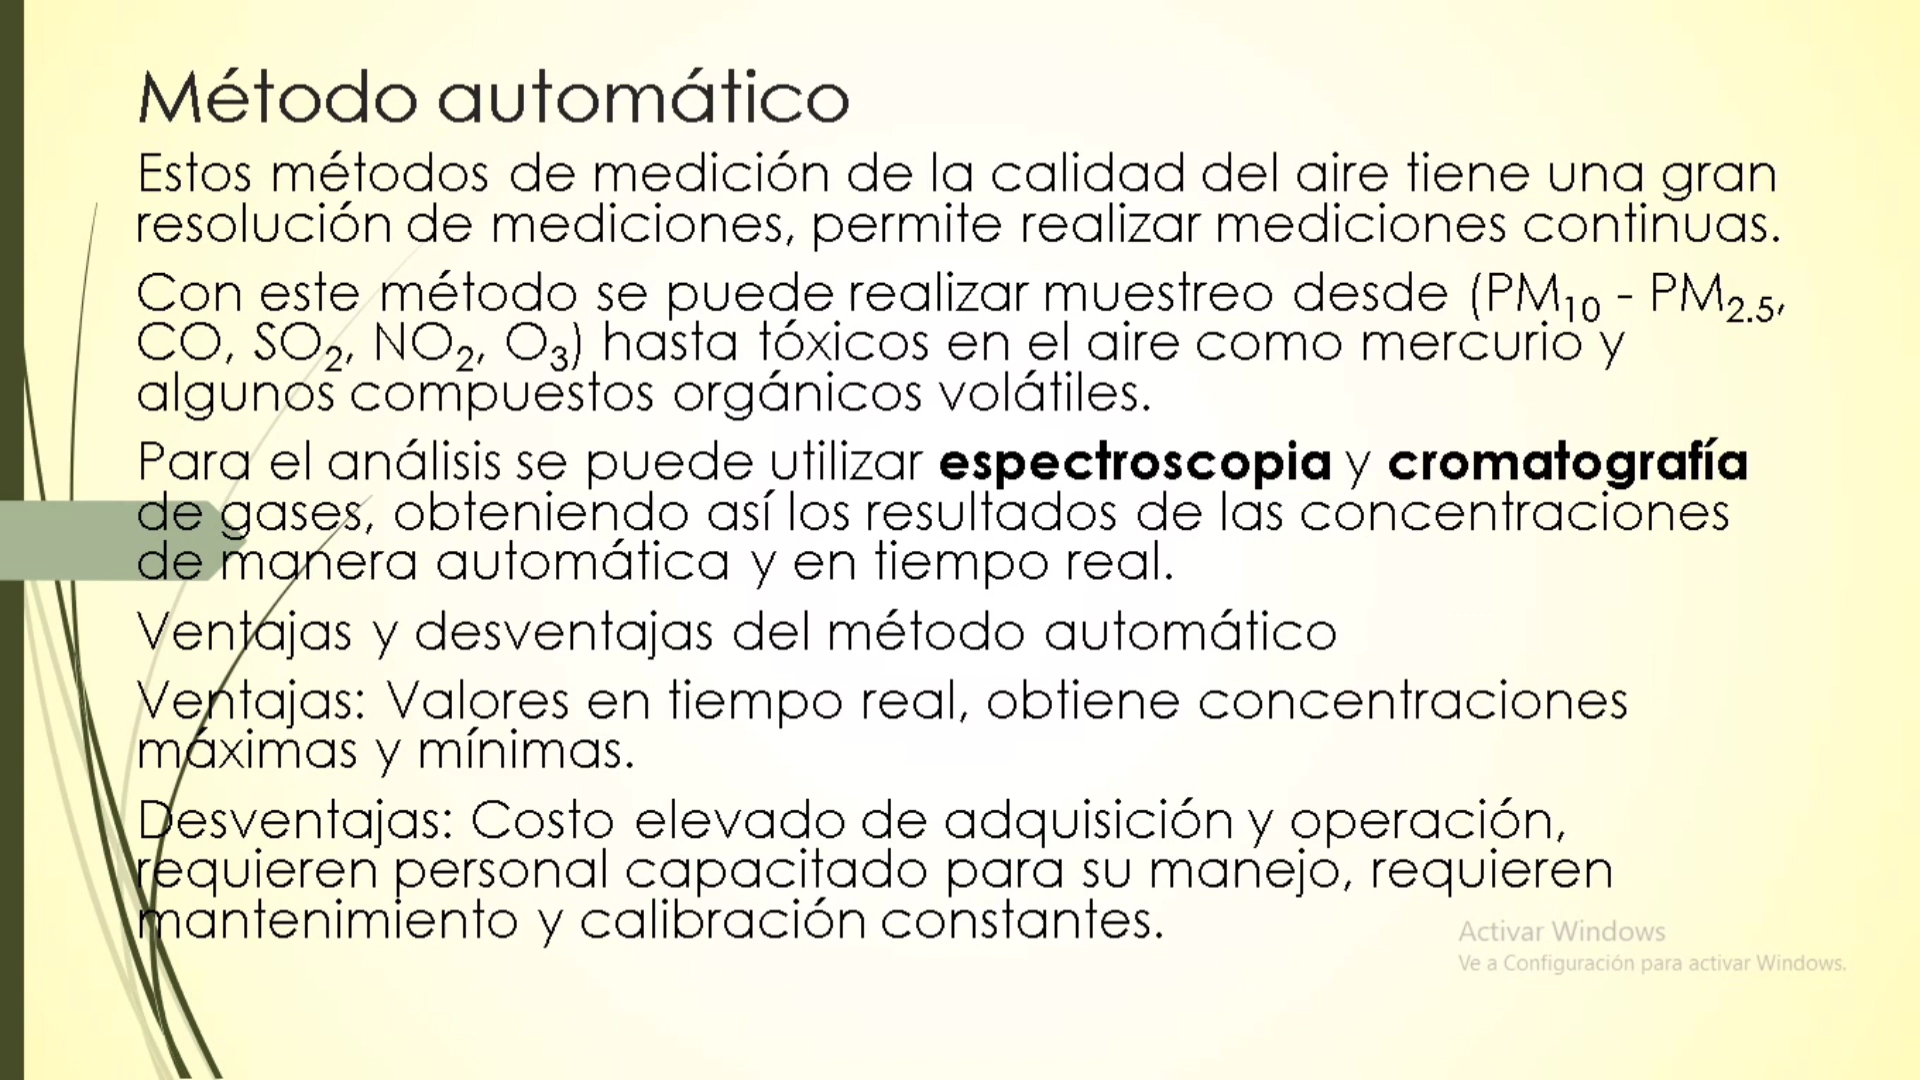 Método automático
Estos métodos de medición de la calidad del aire tiene una gran
resolución de mediciones, permite realizar mediciones continuas.
Con este método se puede realizar muestreo desde (PM₁₀ - PM₂.₅,
CO, SO₂, NO₂, O₃) hasta tóxicos en el aire como mercurio y
algunos compuestos orgánicos volátiles.
Para el análisis se puede utilizar espectroscopia y cromatografía
de gases, obteniendo así los resultados de las concentraciones
de manera automática y en tiempo real.
Ventajas y desventajas del método automático
Ventajas: Valores en tiempo real, obtiene concentraciones
máximas y mínimas.
Desventajas: Costo elevado de adquisición y operación,
requieren personal capacitado para su manejo, requieren
mantenimiento y calibración constantes.
Activar Windows
Ve a Configuración para activar Windows.